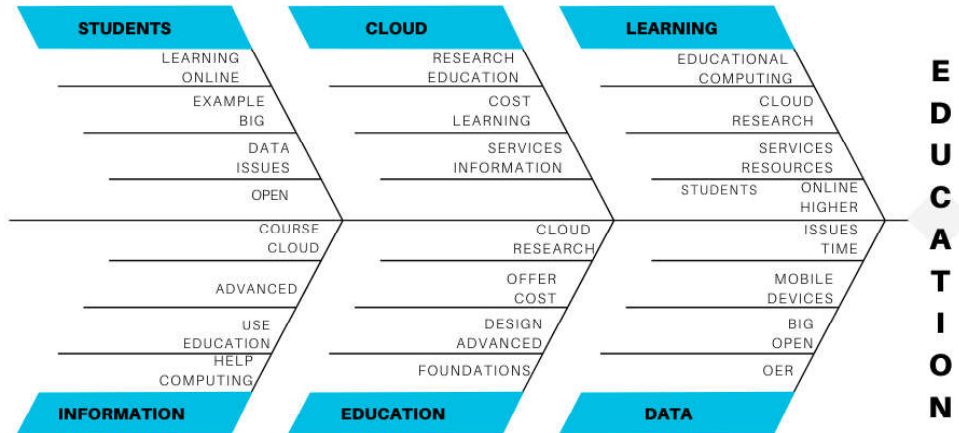 STUDENTS
LEARNING
ONLINE
EXAMPLE
BIG
DATA
ISSUES
OPEN
CLOUD
RESEARCH
EDUCATION
COST
LEARNING
SERVICES
INFORMATION
LEARNING
EDUCATIONAL
COMPUTING
CLOUD
RESEARCH
SERVICES
RESOURCES
STUDENTS ONLINE
HIGHER
COURSE
CLOUD
ADVANCED
USE
EDUCATION
HELP
COMPUTING
INFORMATION
CLOUD
RESEARCH
OFFER
COST
DESIGN
ADVANCED
FOUNDATIONS
EDUCATION
ISSUES
TIME
MOBILE
DEVICES
BIG
OPEN
OER
DATA
EDUCATION